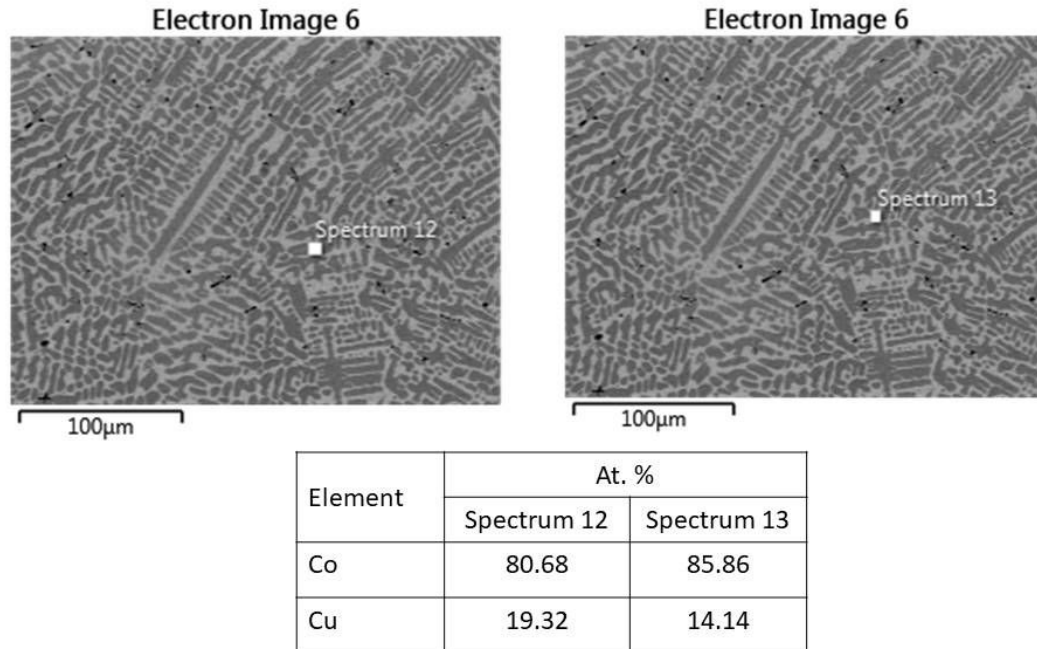 Electron Image 6
Electron Image 6
Spectrum 12
Spectrum 13
100µm
100µm
Element
At. %
Spectrum 12
Spectrum 13
Co
80.68
85.86
Cu
19.32
14.14